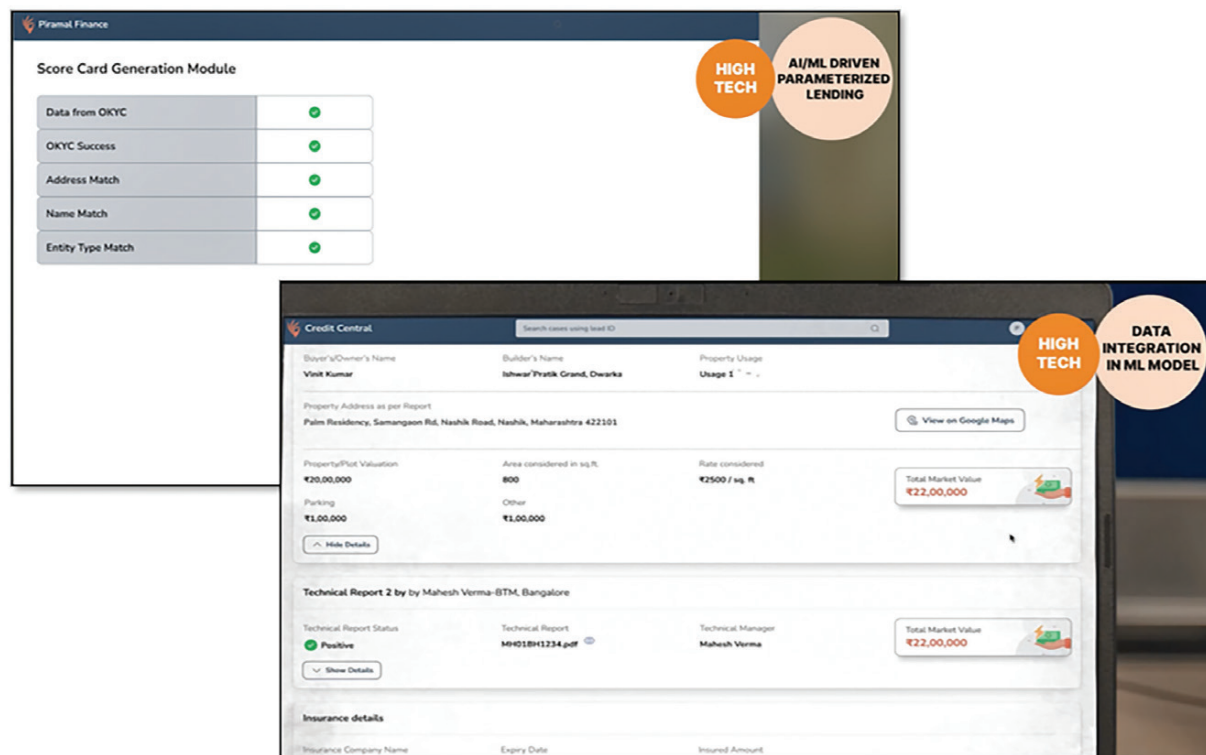 Piramal Finance
HIGH
TECH
AI/ML DRIVEN
PARAMETERIZED
LENDING
Score Card Generation Module
Data from OKYC
OKYC Success
Address Match
Name Match
Entity Type Match
Credit Central
Search cases using lead ID
HIGH
TECH
DATA
INTEGRATION
IN ML MODEL
Buyer's/Owner's Name Builder's Name Property Usage
Vinit Kumar Ishwar'Pratik Grand, Dwarka Usage 1
Property Address as per Report
Palm Residency, Samangaon Rd, Nashik Road, Nashik, Maharashtra 422101
View on Google Maps
Property/Plot Valuation Area considered in sq.ft. Rate considered
₹20,00,000 800 ₹2500 / sq. ft
Total Market Value
₹22,00,000
Parking Other
₹1,00,000 ₹1,00,000
Hide Details
Technical Report 2 by by Mahesh Verma-BTM, Bangalore
Technical Report Status Technical Report Technical Manager
Positive MH018H1234.pdf Mahesh Verma
Total Market Value
₹22,00,000
Show Details
Insurance details
Insurance Company Name Expiry Date Insured Amount